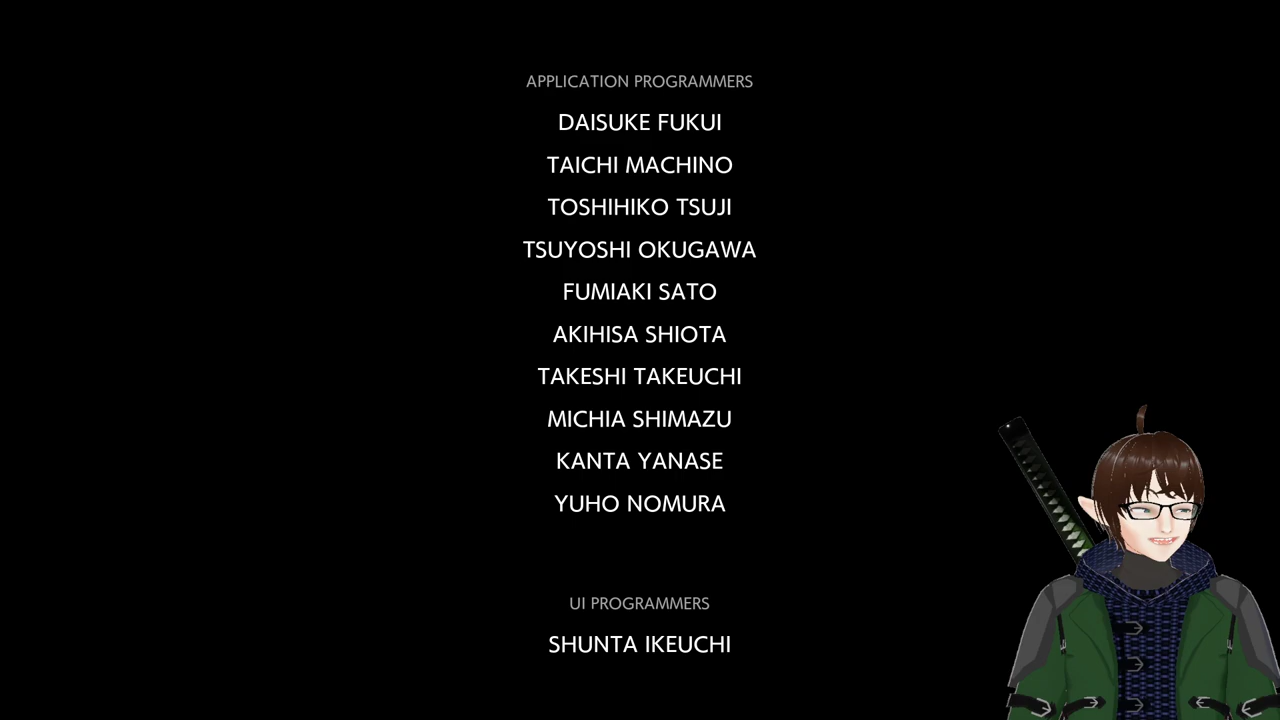 APPLICATION PROGRAMMERS
DAISUKE FUKUI
TAICHI MACHINO
TOSHIHIKO TSUJI
TSUYOSHI OKUGAWA
FUMIAKI SATO
AKIHISA SHIOTA
TAKESHI TAKEUCHI
MICHIA SHIMAZU
KANTA YANASE
YUHO NOMURA
UI PROGRAMMERS
SHUNTA IKEUCHI